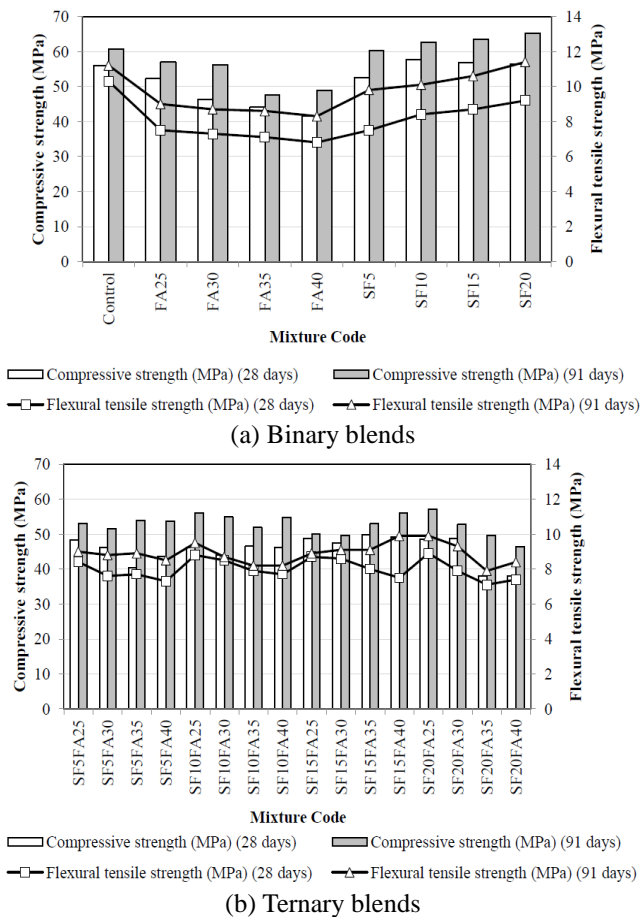 70
60
50
40
30
20
10
0
Compressive strength (MPa)
14
12
10
8
6
4
2
0
Flexural tensile strength (MPa)
Control
FA25
FA30
FA35
FA40
SF5
SF10
SF15
SF20
Mixture Code
Compressive strength (MPa) (28 days)
Compressive strength (MPa) (91 days)
Flexural tensile strength (MPa) (28 days)
Flexural tensile strength (MPa) (91 days)
(a) Binary blends
70
60
50
40
30
20
10
0
Compressive strength (MPa)
14
12
10
8
6
4
2
0
Flexural tensile strength (MPa)
SF5FA25
SF5FA30
SF5FA35
SF5FA40
SF10FA25
SF10FA30
SF10FA35
SF10FA40
SF15FA25
SF15FA30
SF15FA35
SF15FA40
SF20FA25
SF20FA30
SF20FA35
SF20FA40
Mixture Code
Compressive strength (MPa) (28 days)
Compressive strength (MPa) (91 days)
Flexural tensile strength (MPa) (28 days)
Flexural tensile strength (MPa) (91 days)
(b) Ternary blends